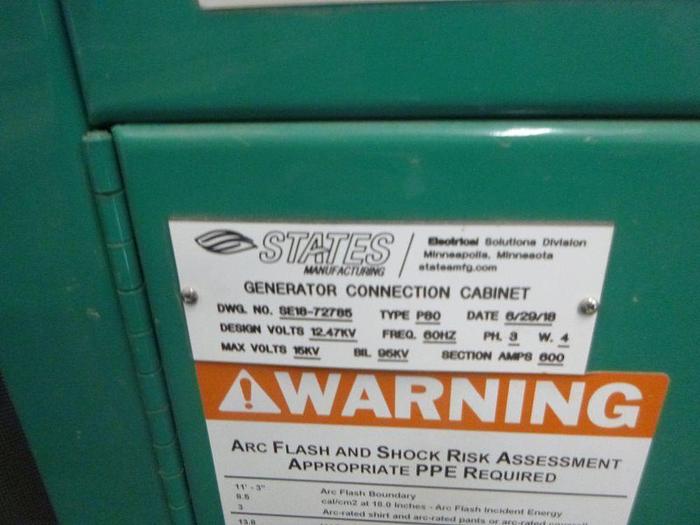 STATES
MANUFACTURING
Electrical Solutions Division
Minneapolis, Minnesota
statesmfg.com
GENERATOR CONNECTION CABINET
DWG. NO. SE18-72785 TYPE P80 DATE 6/29/18
DESIGN VOLTS 12.47KV FREQ. 60HZ PH. 3 W. 4
MAX VOLTS 15KV BIL 95KV SECTION AMPS 600
WARNING
ARC FLASH AND SHOCK RISK ASSESSMENT
APPROPRIATE PPE REQUIRED
11' - 3" Arc Flash Boundary
8.5 cal/cm2 at 18.0 inches - Arc Flash Incident Energy
3 Arc-rated shirt and arc-rated pants or arc-rated
13.8